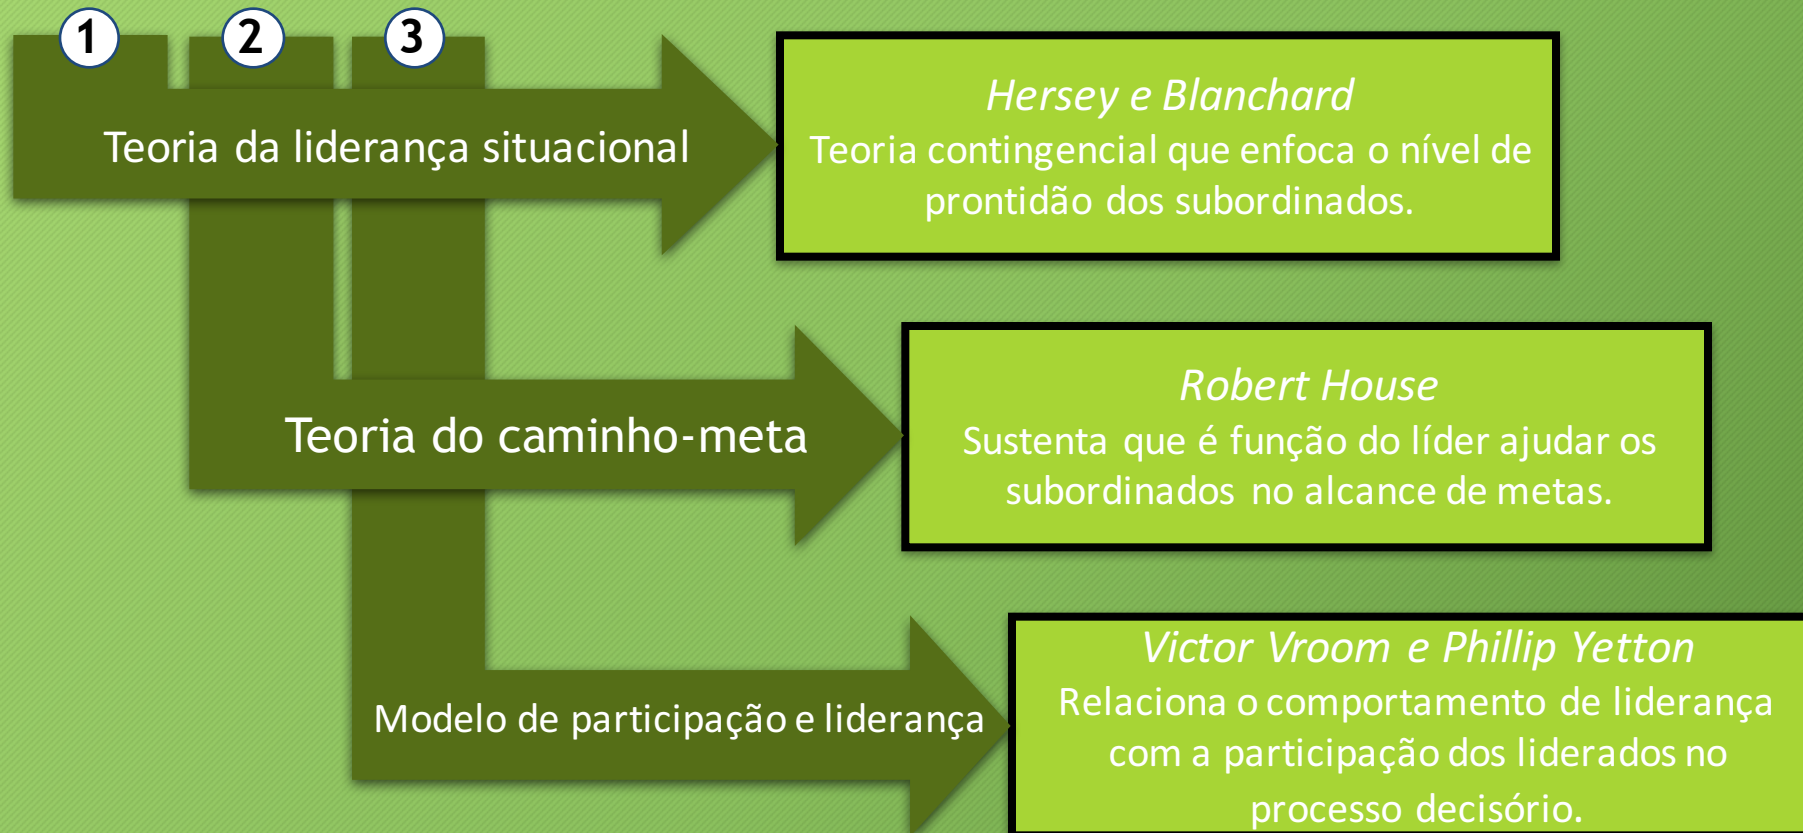 1
2
3
Teoria da liderança situacional
Hersey e Blanchard
Teoria contingencial que enfoca o nível de
prontidão dos subordinados.
Teoria do caminho-meta
Robert House
Sustenta que é função do líder ajudar os
subordinados no alcance de metas.
Modelo de participação e liderança
Victor Vroom e Phillip Yetton
Relaciona o comportamento de liderança
com a participação dos liderados no
processo decisório.